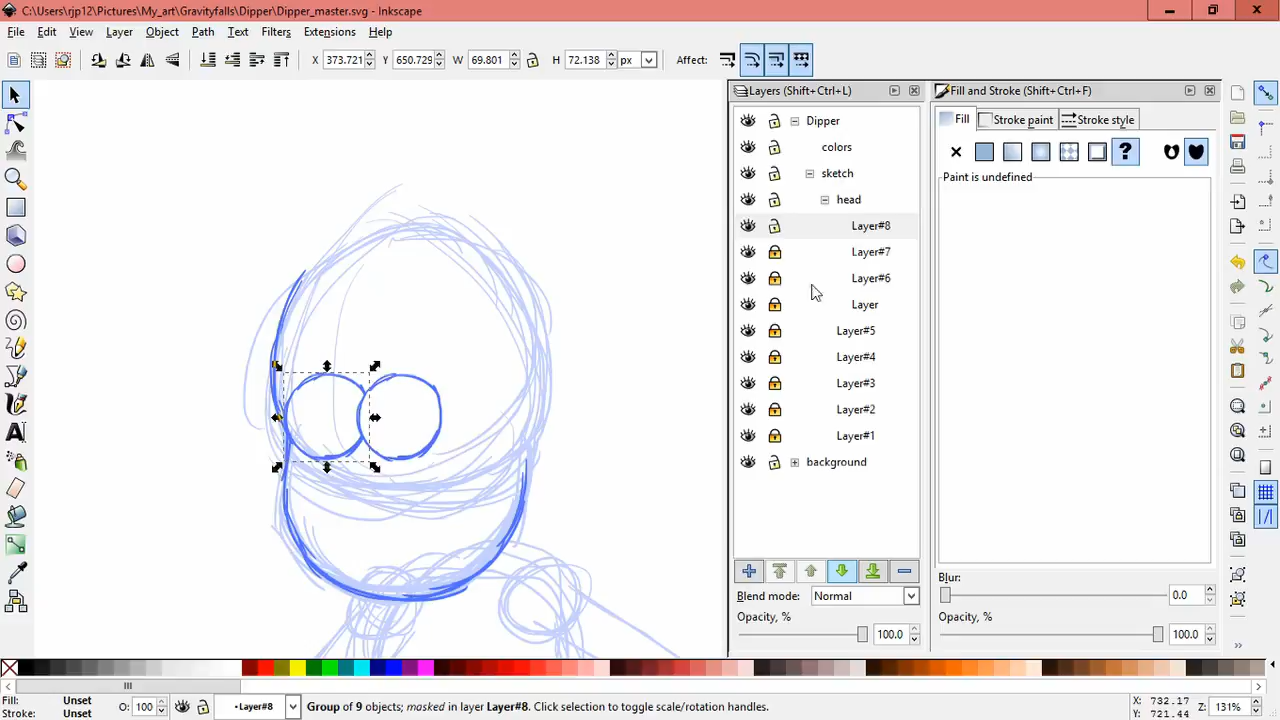 C:\Users\rjp12\Pictures\My_art\Gravityfalls\Dipper\Dipper_master.svg - Inkscape
File Edit View Layer Object Path Filters Text Extensions Help
X 373.721 Y 650.729 W 69.801 H 72.138 px Affect:
Layers (Shift+Ctrl+L)
Fill and Stroke (Shift+Ctrl+F)
Dipper
colors
sketch
head
Layer#8
Layer#7
Layer#6
Layer
Layer#5
Layer#4
Layer#3
Layer#2
Layer#1
background
Blend mode: Normal
Opacity, % 100.0
Fill Stroke paint Stroke style
?
Paint is undefined
Blur: 0.0
Opacity, % 100.0
Fill: Unset
Stroke: Unset
O: 100
•Layer#8
Group of 9 objects; masked in layer Layer#8. Click selection to toggle scale/rotation handles.
X: 732.17
Y: 721.44
Z: 131%